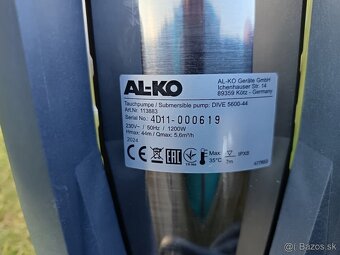 AL-KO
AL-KO Geräte GmbH
Ichenhauser Str. 14
89359 Kötz - Germany
Tauchpumpe / Submersible pump: DIVE 5600-44
Art.Nr. 113883
Serial No. 4D11-000619
230V~ / 50Hz / 1200W
Hmax: 44m / Qmax: 5.6m³/h
2024
Max. 35°C
7m
IPX8
© bazos.sk